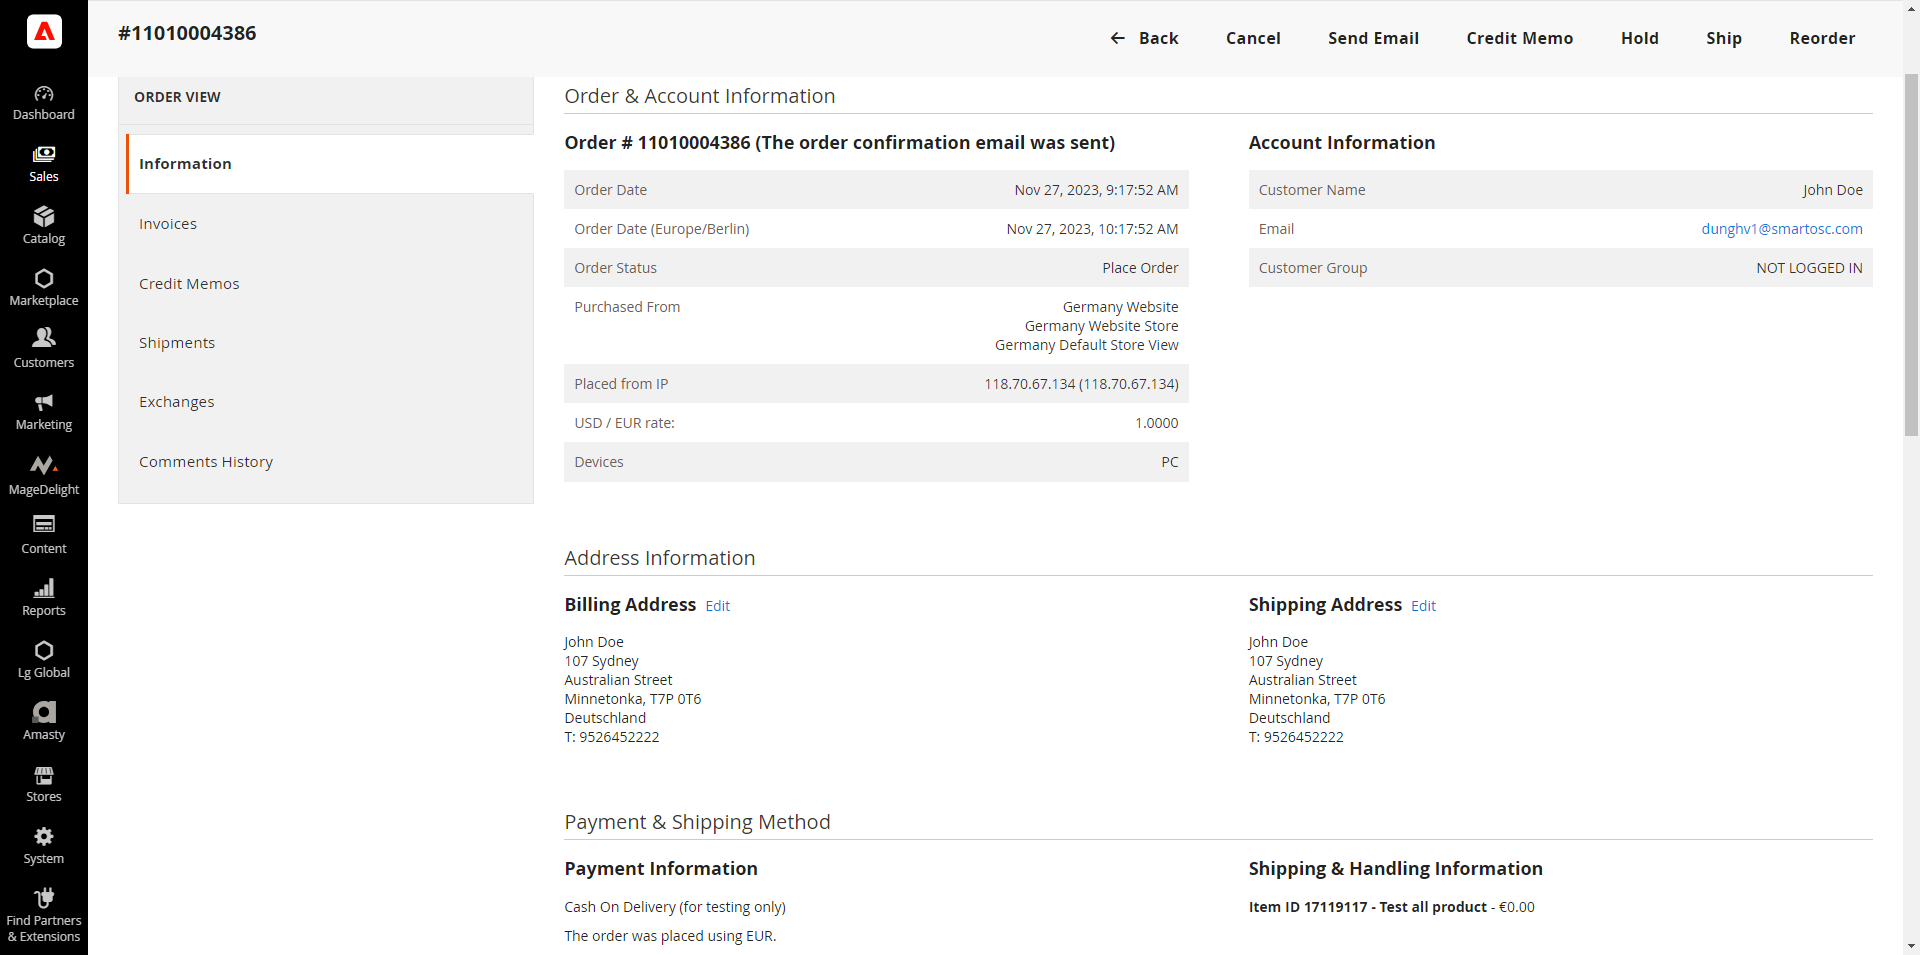 #11010004386
Back
Cancel
Send Email
Credit Memo
Hold
Ship
Reorder
Dashboard
Sales
Catalog
Marketplace
Customers
Marketing
MageDelight
Content
Reports
Lg Global
Amasty
Stores
System
Find Partners
& Extensions
ORDER VIEW
Information
Invoices
Credit Memos
Shipments
Exchanges
Comments History
Order & Account Information
Order # 11010004386 (The order confirmation email was sent)
Order Date Nov 27, 2023, 9:17:52 AM
Order Date (Europe/Berlin) Nov 27, 2023, 10:17:52 AM
Order Status Place Order
Purchased From Germany Website
Germany Website Store
Germany Default Store View
Placed from IP 118.70.67.134 (118.70.67.134)
USD / EUR rate: 1.0000
Devices PC
Account Information
Customer Name John Doe
Email dunghv1@smartosc.com
Customer Group NOT LOGGED IN
Address Information
Billing Address Edit
John Doe
107 Sydney
Australian Street
Minnetonka, T7P 0T6
Deutschland
T: 9526452222
Shipping Address Edit
John Doe
107 Sydney
Australian Street
Minnetonka, T7P 0T6
Deutschland
T: 9526452222
Payment & Shipping Method
Payment Information
Cash On Delivery (for testing only)
The order was placed using EUR.
Shipping & Handling Information
Item ID 17119117 - Test all product - €0.00